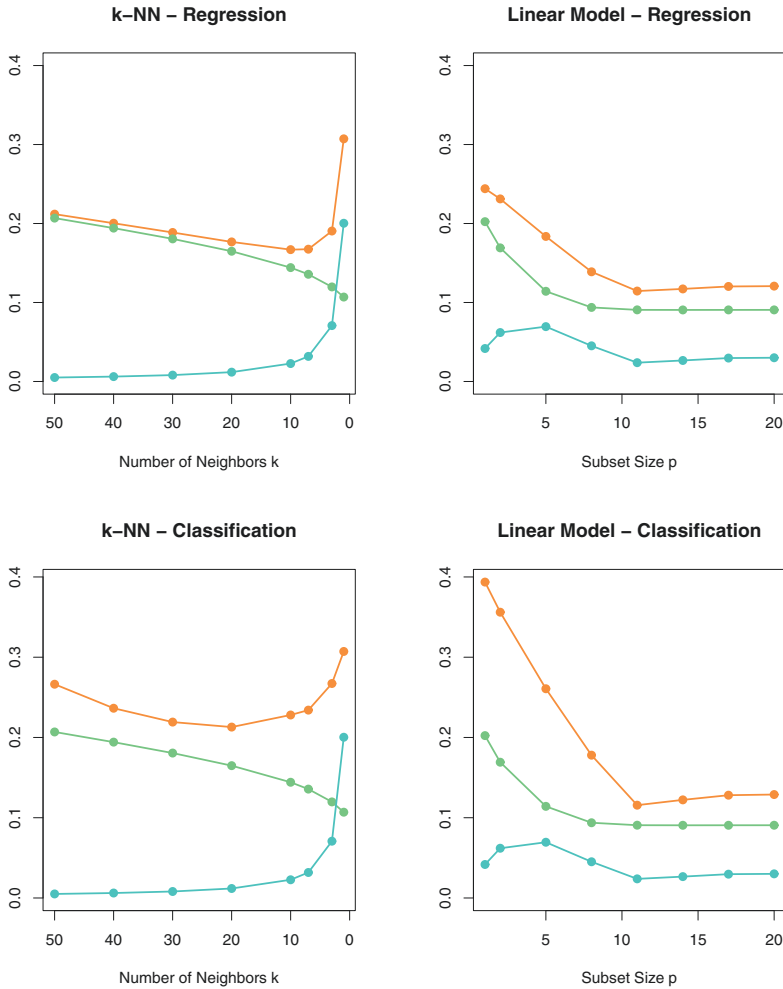 k−NN − Regression
0.0 0.1 0.2 0.3 0.4
50 40 30 20 10 0
Number of Neighbors k
Linear Model − Regression
0.0 0.1 0.2 0.3 0.4
5 10 15 20
Subset Size p
k−NN − Classification
0.0 0.1 0.2 0.3 0.4
50 40 30 20 10 0
Number of Neighbors k
Linear Model − Classification
0.0 0.1 0.2 0.3 0.4
5 10 15 20
Subset Size p